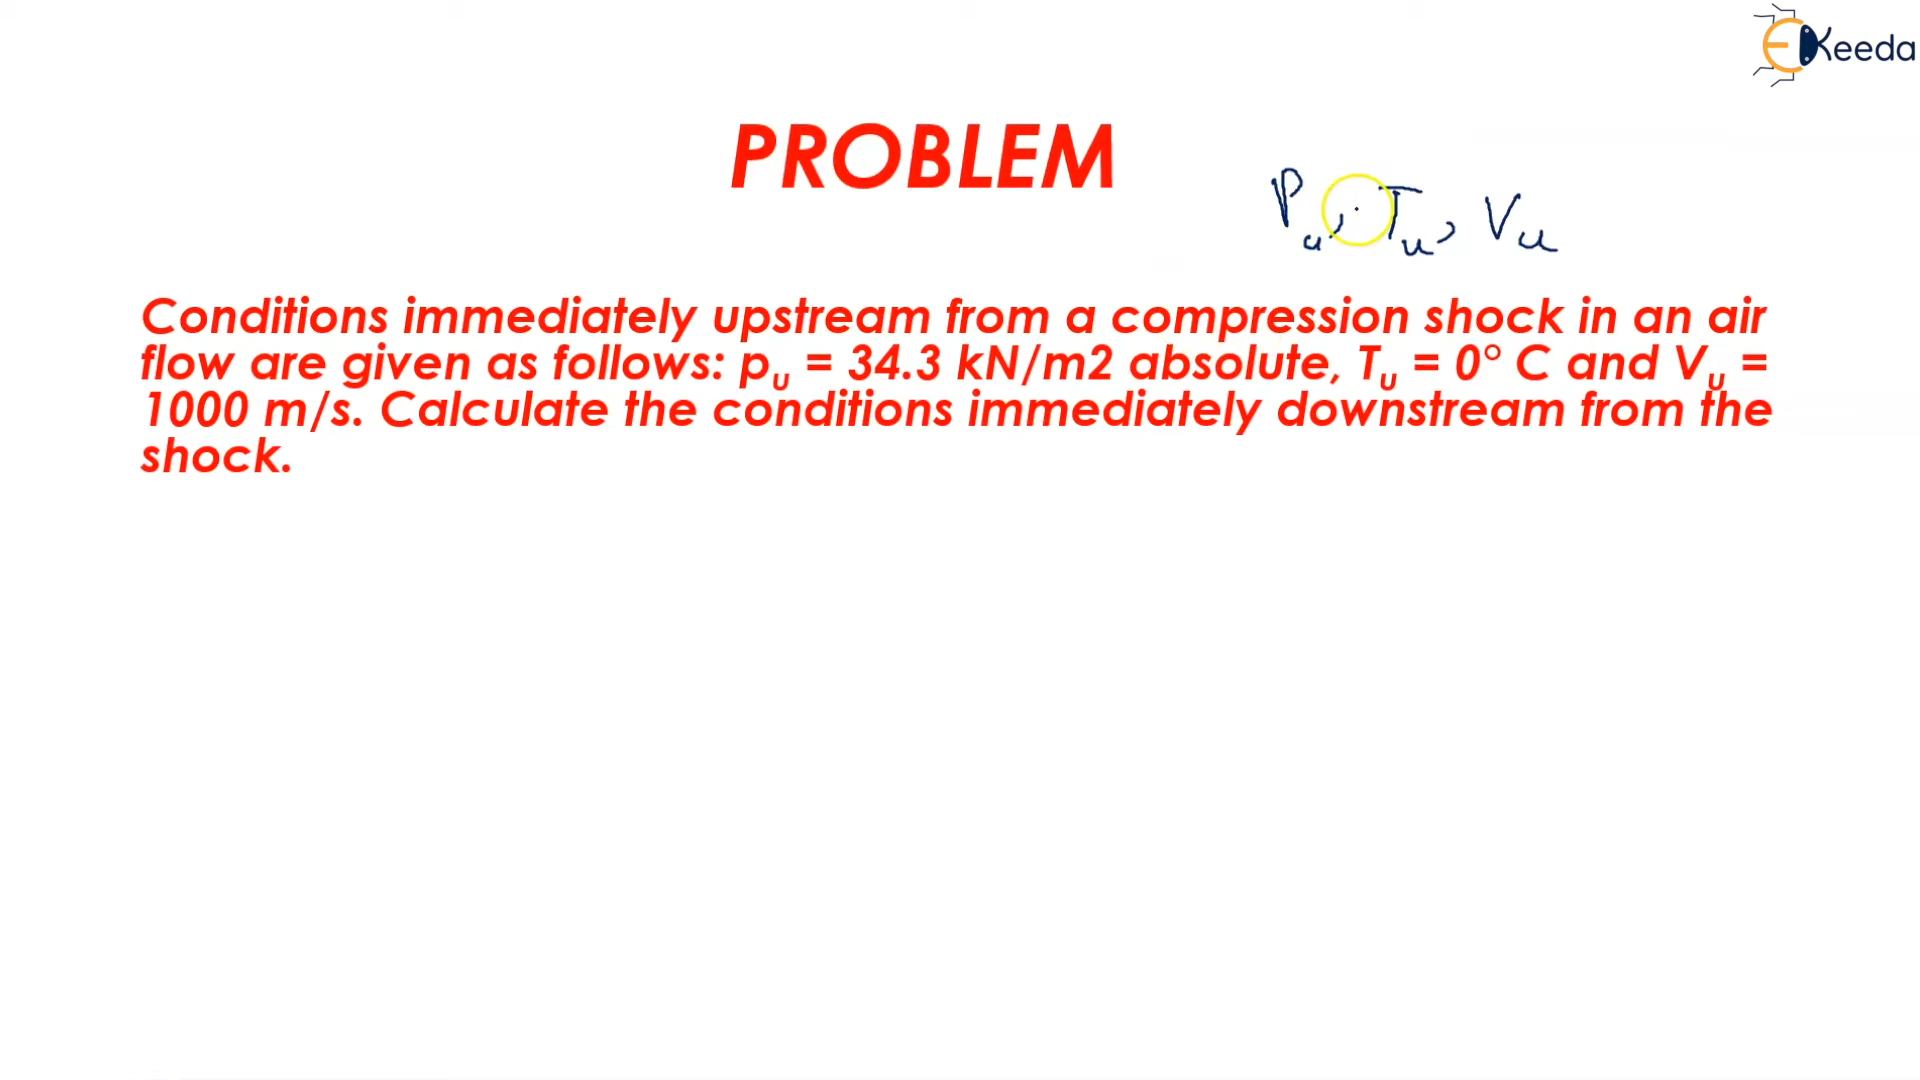 EKeeda
PROBLEM
Pu, Tu, Vu
Conditions immediately upstream from a compression shock in an air
flow are given as follows: pu = 34.3 kN/m2 absolute, Tu = 0° C and Vu =
1000 m/s. Calculate the conditions immediately downstream from the
shock.